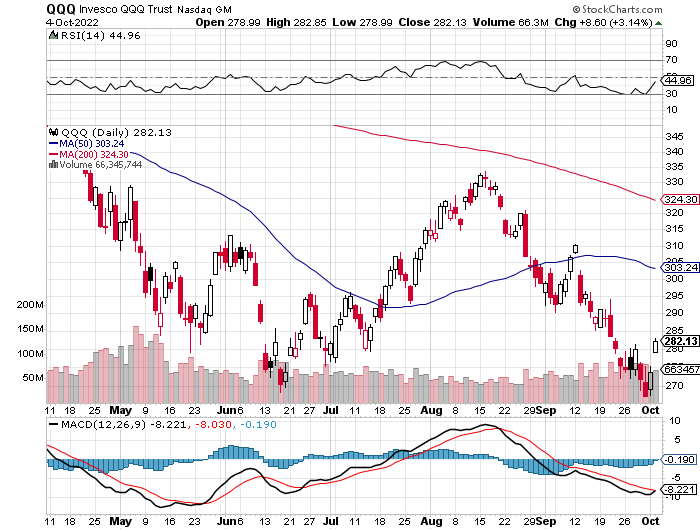 QQQ Invesco QQQ Trust Nasdaq GM © StockCharts.com
4-Oct-2022 Open 278.99 High 282.85 Low 278.99 Close 282.13 Volume 66.3M Chg +8.60 (+3.14%)
RSI(14) 44.96
90
70
50
44.96
30
10
QQQ (Daily) 282.13
MA(50) 303.24
MA(200) 324.30
Volume 66,345,744
345
340
335
330
324.30
320
315
310
305
303.24
300
295
290
285
282.13
280
275
270
663457
200M
150M
100M
50M
11 18 25 May 9 16 23 Jun 6 13 21 27 Jul 11 18 25 Aug 8 15 22 29 Sep 12 19 26 Oct
MACD(12,26,9) -8.221, -8.030, -0.190
10
5
-0.190
-5
-8.221
-10
11 18 25 May 9 16 23 Jun 6 13 21 27 Jul 11 18 25 Aug 8 15 22 29 Sep 12 19 26 Oct